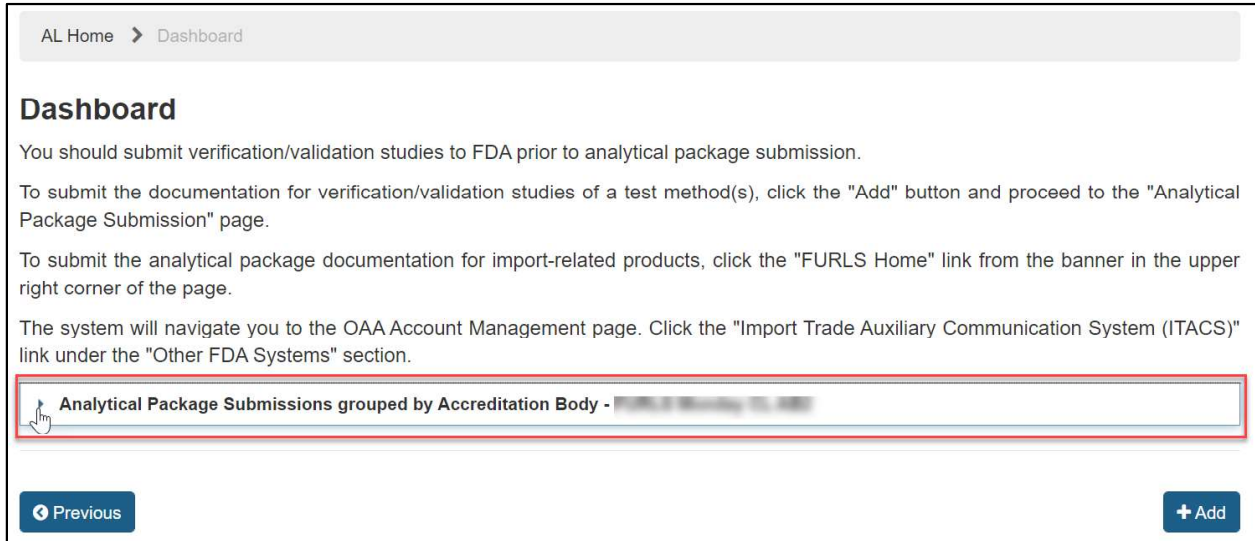 AL Home > Dashboard
Dashboard
You should submit verification/validation studies to FDA prior to analytical package submission.
To submit the documentation for verification/validation studies of a test method(s), click the "Add" button and proceed to the "Analytical
Package Submission" page.
To submit the analytical package documentation for import-related products, click the "FURLS Home" link from the banner in the upper
right corner of the page.
The system will navigate you to the OAA Account Management page. Click the "Import Trade Auxiliary Communication System (ITACS)"
link under the "Other FDA Systems" section.
Analytical Package Submissions grouped by Accreditation Body -
Previous
+ Add